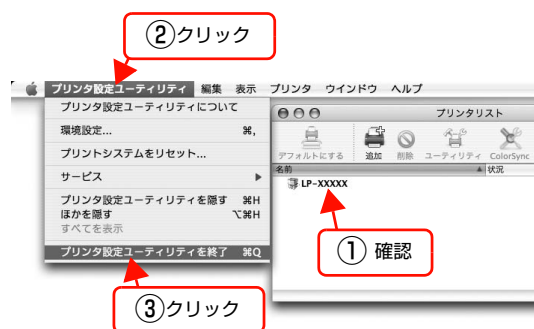 ②クリック
プリンタ設定ユーティリティ 編集 表示 プリンタ ウインドウ ヘルプ
プリンタ設定ユーティリティについて
環境設定... ⌘,
プリントシステムをリセット...
サービス ▶
プリンタ設定ユーティリティを隠す ⌘H
ほかを隠す ⌥⌘H
すべてを表示
プリンタ設定ユーティリティを終了 ⌘Q
プリンタリスト
デフォルトにする 追加 削除 ユーティリティ ColorSync
名前 ▲ 状況
LP-XXXXX
① 確認
③クリック